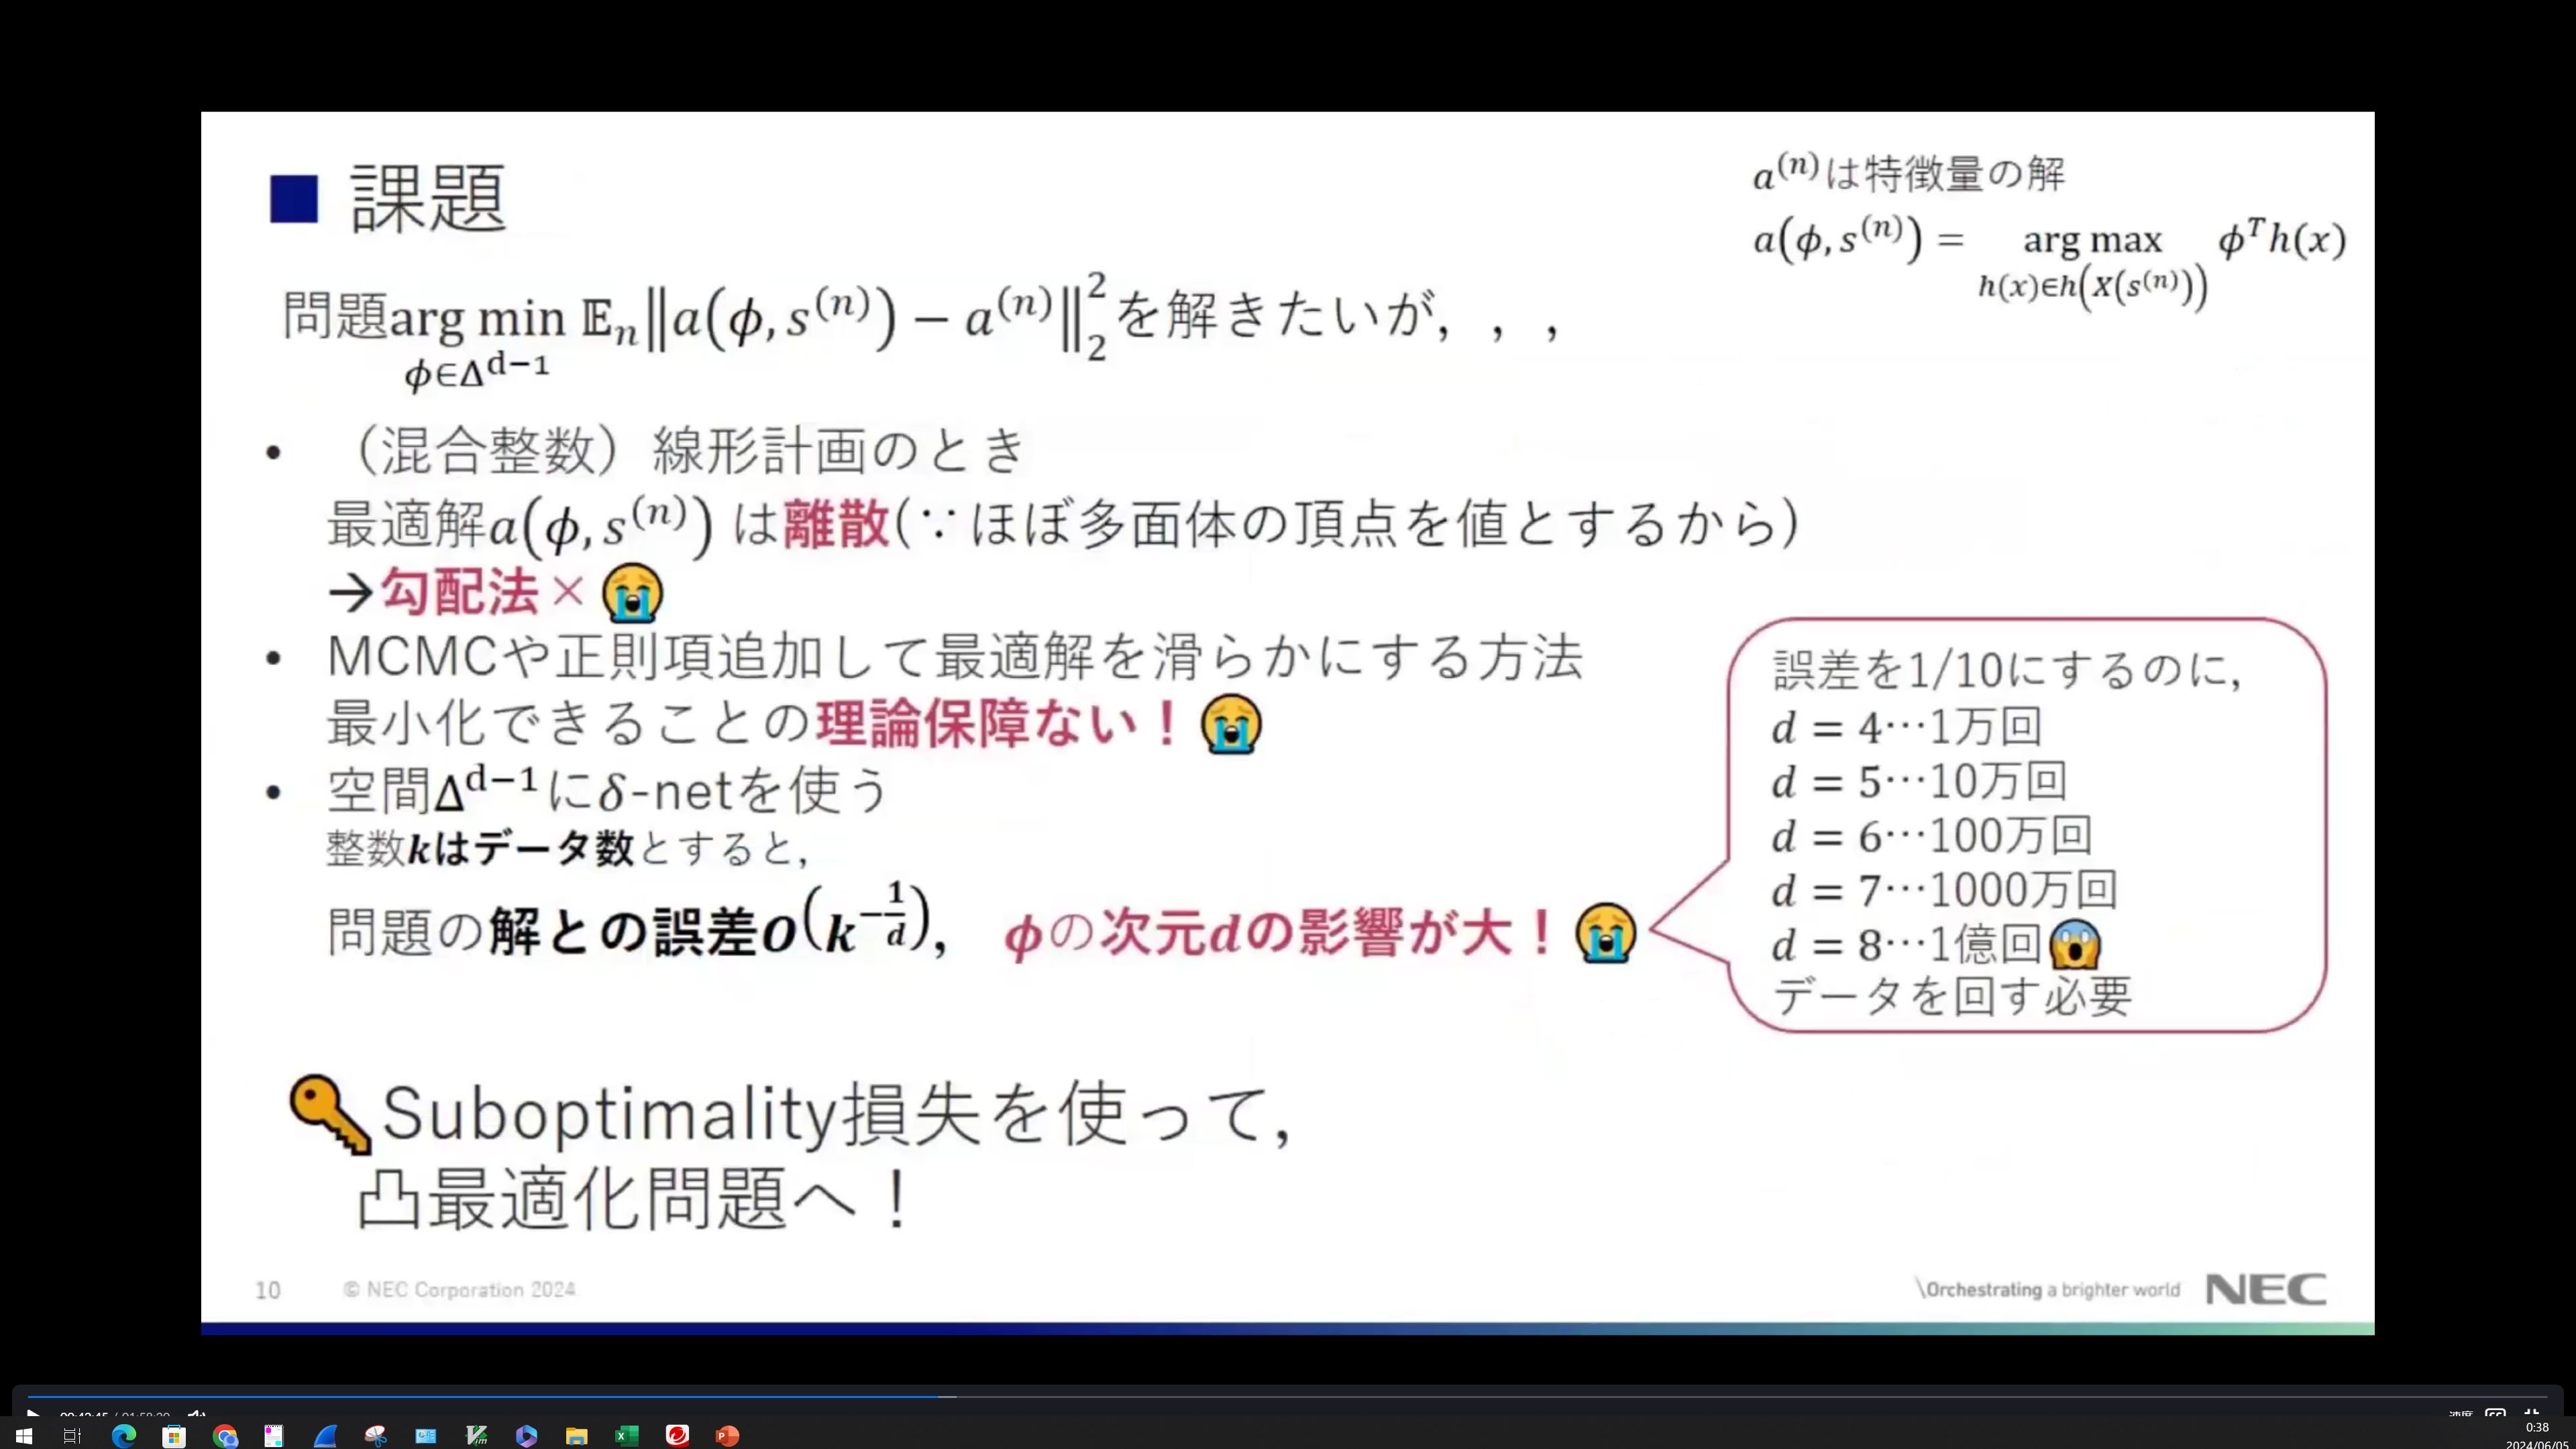 ■ 課題
a^(n)は特徴量の解
a(ϕ, s^(n)) = arg max ϕ^T h(x)
h(x)∈h(X(s^(n)))
問題arg min 𝔼_n‖a(ϕ, s^(n)) − a^(n)‖_2^2を解きたいが，，，
ϕ∈Δ^(d−1)
• （混合整数）線形計画のとき
最適解a(ϕ, s^(n)) は離散(∵ほぼ多面体の頂点を値とするから)
→勾配法×😭
• MCMCや正則項追加して最適解を滑らかにする方法
最小化できることの理論保障ない！😭
• 空間Δ^(d−1)にδ-netを使う
整数kはデータ数とすると，
問題の解との誤差O(k^(−1/d))， ϕの次元dの影響が大！😭
誤差を1/10にするのに，
d = 4…1万回
d = 5…10万回
d = 6…100万回
d = 7…1000万回
d = 8…1億回😱
データを回す必要
🔑Suboptimality損失を使って，
凸最適化問題へ！
10 © NEC Corporation 2024
\Orchestrating a brighter world NEC
0:38